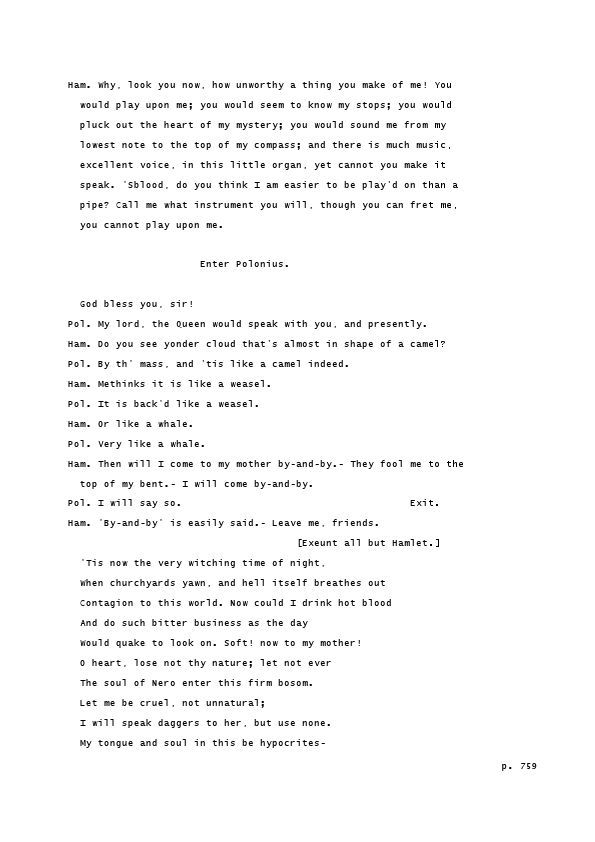 Ham. Why, look you now, how unworthy a thing you make of me! You
would play upon me; you would seem to know my stops; you would
pluck out the heart of my mystery; you would sound me from my
lowest note to the top of my compass; and there is much music,
excellent voice, in this little organ, yet cannot you make it
speak. 'Sblood, do you think I am easier to be play'd on than a
pipe? Call me what instrument you will, though you can fret me,
you cannot play upon me.
Enter Polonius.
God bless you, sir!
Pol. My lord, the Queen would speak with you, and presently.
Ham. Do you see yonder cloud that's almost in shape of a camel?
Pol. By th' mass, and 'tis like a camel indeed.
Ham. Methinks it is like a weasel.
Pol. It is back'd like a weasel.
Ham. Or like a whale.
Pol. Very like a whale.
Ham. Then will I come to my mother by-and-by.- They fool me to the
top of my bent.- I will come by-and-by.
Pol. I will say so. Exit.
Ham. 'By-and-by' is easily said.- Leave me, friends.
[Exeunt all but Hamlet.]
'Tis now the very witching time of night,
When churchyards yawn, and hell itself breathes out
Contagion to this world. Now could I drink hot blood
And do such bitter business as the day
Would quake to look on. Soft! now to my mother!
O heart, lose not thy nature; let not ever
The soul of Nero enter this firm bosom.
Let me be cruel, not unnatural;
I will speak daggers to her, but use none.
My tongue and soul in this be hypocrites-
p. 759